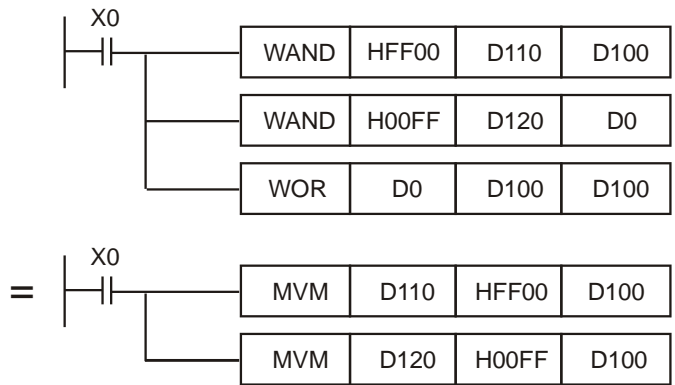 X0
WAND HFF00 D110 D100
WAND H00FF D120 D0
WOR D0 D100 D100
=
X0
MVM D110 HFF00 D100
MVM D120 H00FF D100